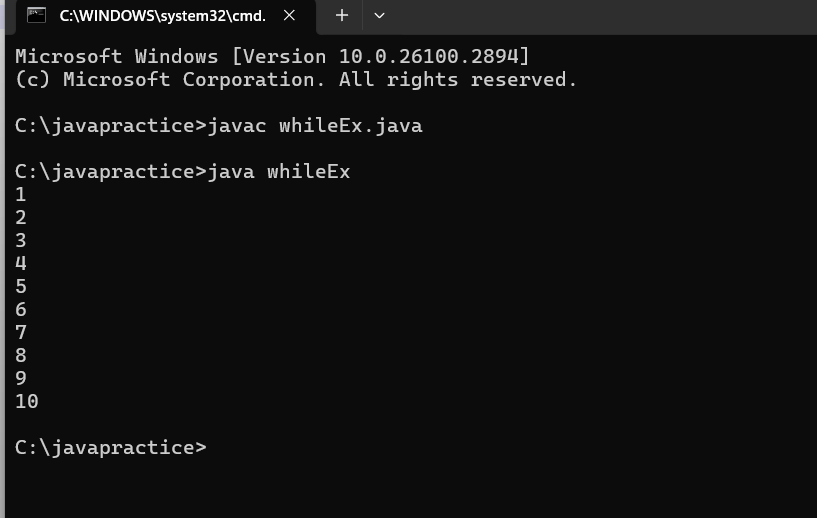 C:\WINDOWS\system32\cmd.
Microsoft Windows [Version 10.0.26100.2894]
(c) Microsoft Corporation. All rights reserved.
C:\javapractice>javac whileEx.java
C:\javapractice>java whileEx
1
2
3
4
5
6
7
8
9
10
C:\javapractice>